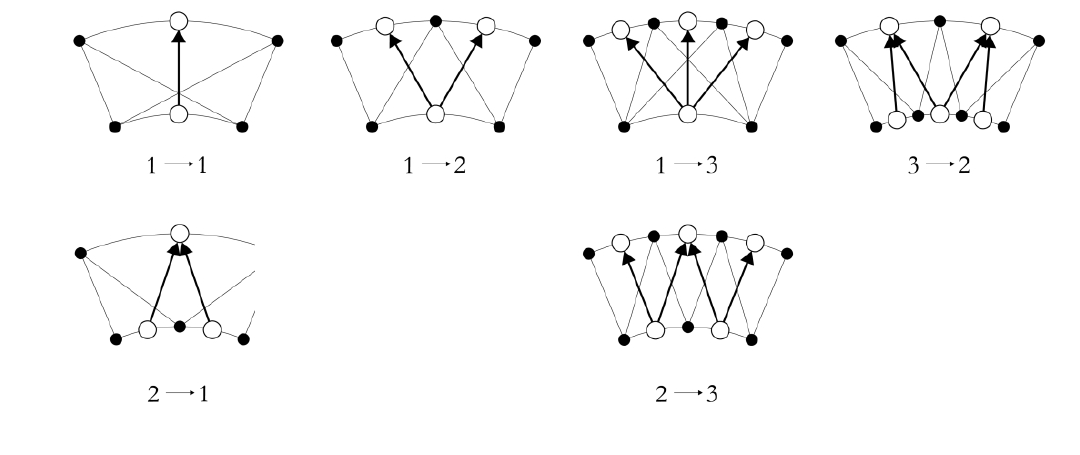 1 → 1
1 → 2
1 → 3
3 → 2
2 → 1
2 → 3